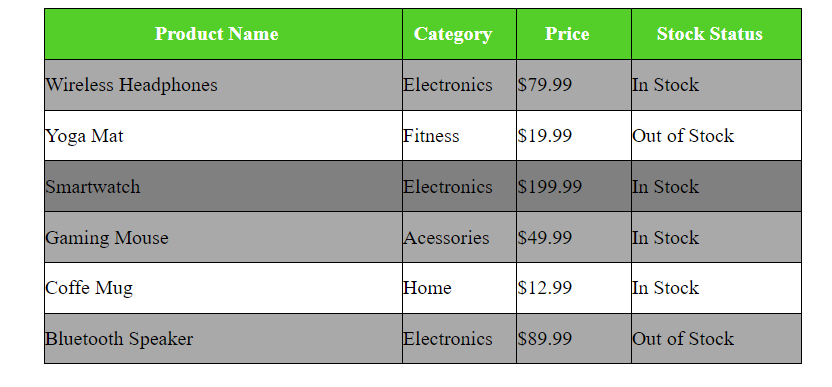 Product Name Category Price Stock Status
Wireless Headphones Electronics $79.99 In Stock
Yoga Mat Fitness $19.99 Out of Stock
Smartwatch Electronics $199.99 In Stock
Gaming Mouse Acessories $49.99 In Stock
Coffe Mug Home $12.99 In Stock
Bluetooth Speaker Electronics $89.99 Out of Stock